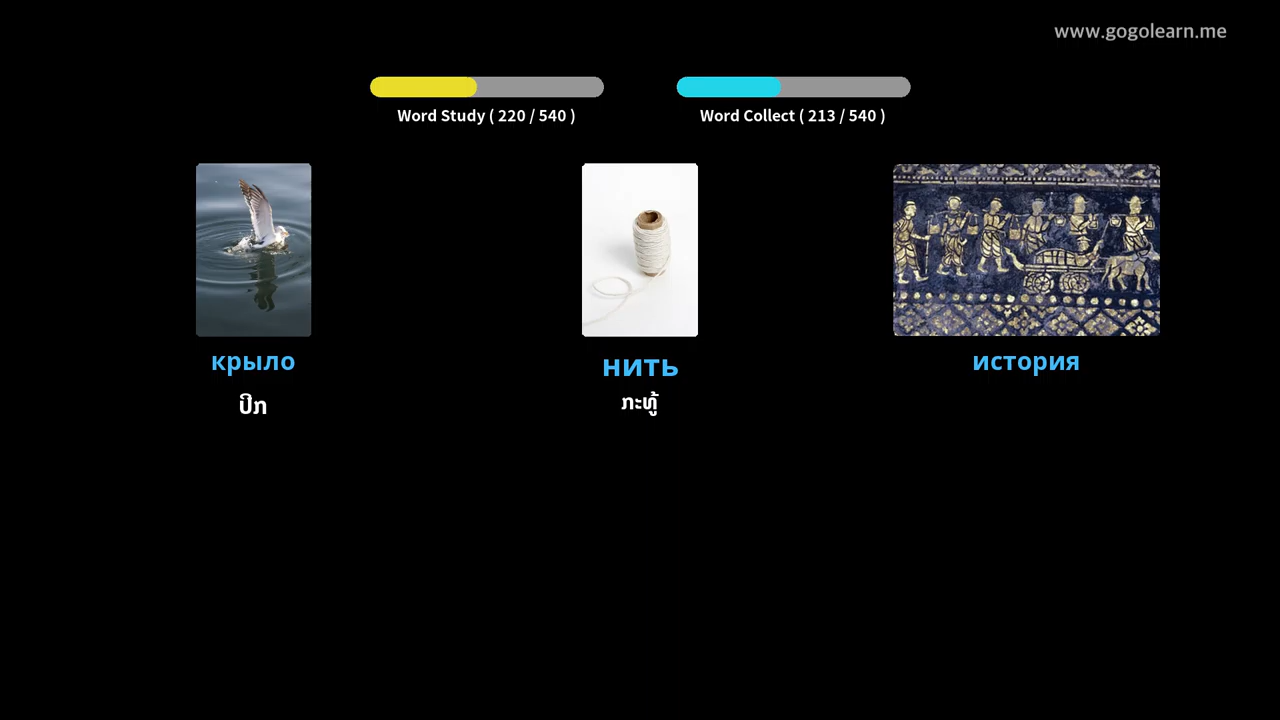 www.gogolearn.me
Word Study ( 220 / 540 )
Word Collect ( 213 / 540 )
крыло
нить
история
ປີກ
ກະທູ້